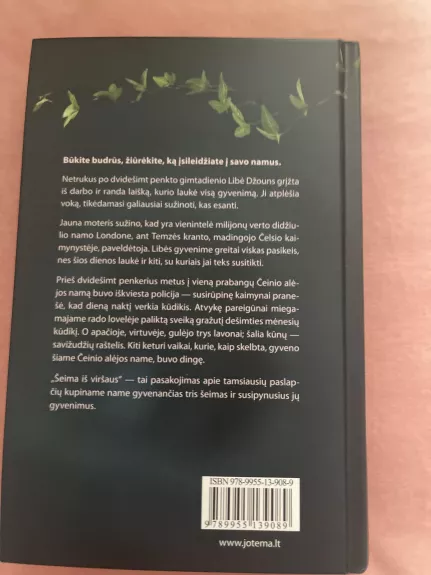 Būkite budrūs, žiūrėkite, ką įsileidžiate į savo namus.
Netrukus po dvidešimt penkto gimtadienio Libė Džouns grįžta
iš darbo ir randa laišką, kurio laukė visą gyvenimą. Ji atplėšia
voką, tikėdamasi galiausiai sužinoti, kas esanti.
Jauna moteris sužino, kad yra vienintelė milijonų verto didžiu-
lio namo Londone, ant Temzės kranto, madingojo Čelsio kai-
mynystėje, paveldėtoja. Libės gyvenime greitai viskas pasikeis,
nes šios dienos laukė ir kiti, su kuriais jai teks susitikti.
Prieš dvidešimt penkerius metus į vieną prabangų Čeinio alė-
jos namą buvo iškviesta policija — susirūpinę kaimynai prane-
šė, kad dieną naktį verkia kūdikis. Atvykę pareigūnai miega-
majame rado lovelėje paliktą sveiką gražutį dešimties mėnesių
kūdikį. O apačioje, virtuvėje, gulėjo trys lavonai; šalia kūnų —
savižudžių raštelis. Kiti keturi vaikai, kurie, kaip skelbta, gyveno
šiame Čeinio alėjos name, buvo dingę.
„Šeima iš viršaus“ — tai pasakojimas apie tamsiausių paslap-
čių kupiname name gyvenančias tris šeimas ir susipynusius jų
gyvenimus.
ISBN 978-9955-13-908-9
9 789955 139089
www.jotema.lt